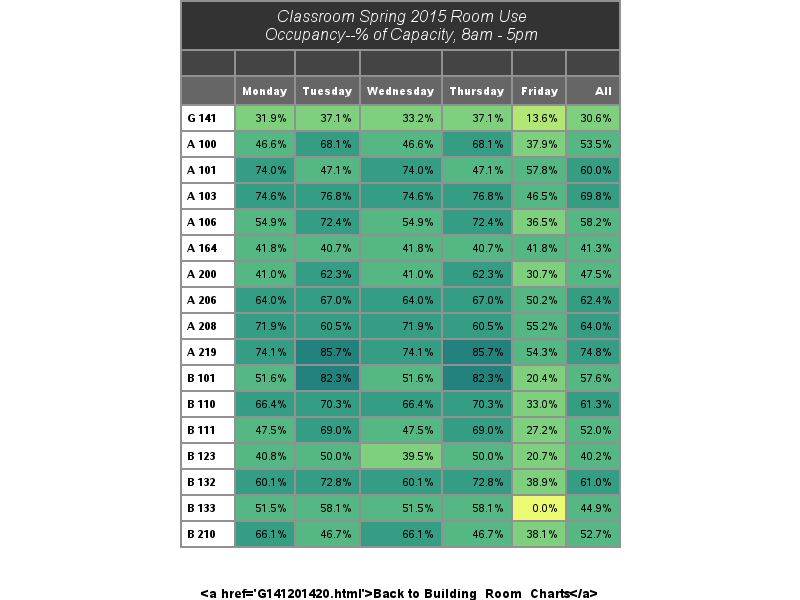 Classroom Spring 2015 Room Use
Occupancy--% of Capacity, 8am - 5pm
Monday Tuesday Wednesday Thursday Friday All
G 141 31.9% 37.1% 33.2% 37.1% 13.6% 30.6%
A 100 46.6% 68.1% 46.6% 68.1% 37.9% 53.5%
A 101 74.0% 47.1% 74.0% 47.1% 57.8% 60.0%
A 103 74.6% 76.8% 74.6% 76.8% 46.5% 69.8%
A 106 54.9% 72.4% 54.9% 72.4% 36.5% 58.2%
A 164 41.8% 40.7% 41.8% 40.7% 41.8% 41.3%
A 200 41.0% 62.3% 41.0% 62.3% 30.7% 47.5%
A 206 64.0% 67.0% 64.0% 67.0% 50.2% 62.4%
A 208 71.9% 60.5% 71.9% 60.5% 55.2% 64.0%
A 219 74.1% 85.7% 74.1% 85.7% 54.3% 74.8%
B 101 51.6% 82.3% 51.6% 82.3% 20.4% 57.6%
B 110 66.4% 70.3% 66.4% 70.3% 33.0% 61.3%
B 111 47.5% 69.0% 47.5% 69.0% 27.2% 52.0%
B 123 40.8% 50.0% 39.5% 50.0% 20.7% 40.2%
B 132 60.1% 72.8% 60.1% 72.8% 38.9% 61.0%
B 133 51.5% 58.1% 51.5% 58.1% 0.0% 44.9%
B 210 66.1% 46.7% 66.1% 46.7% 38.1% 52.7%
<a href='G141201420.html'>Back to Building_Room_Charts</a>